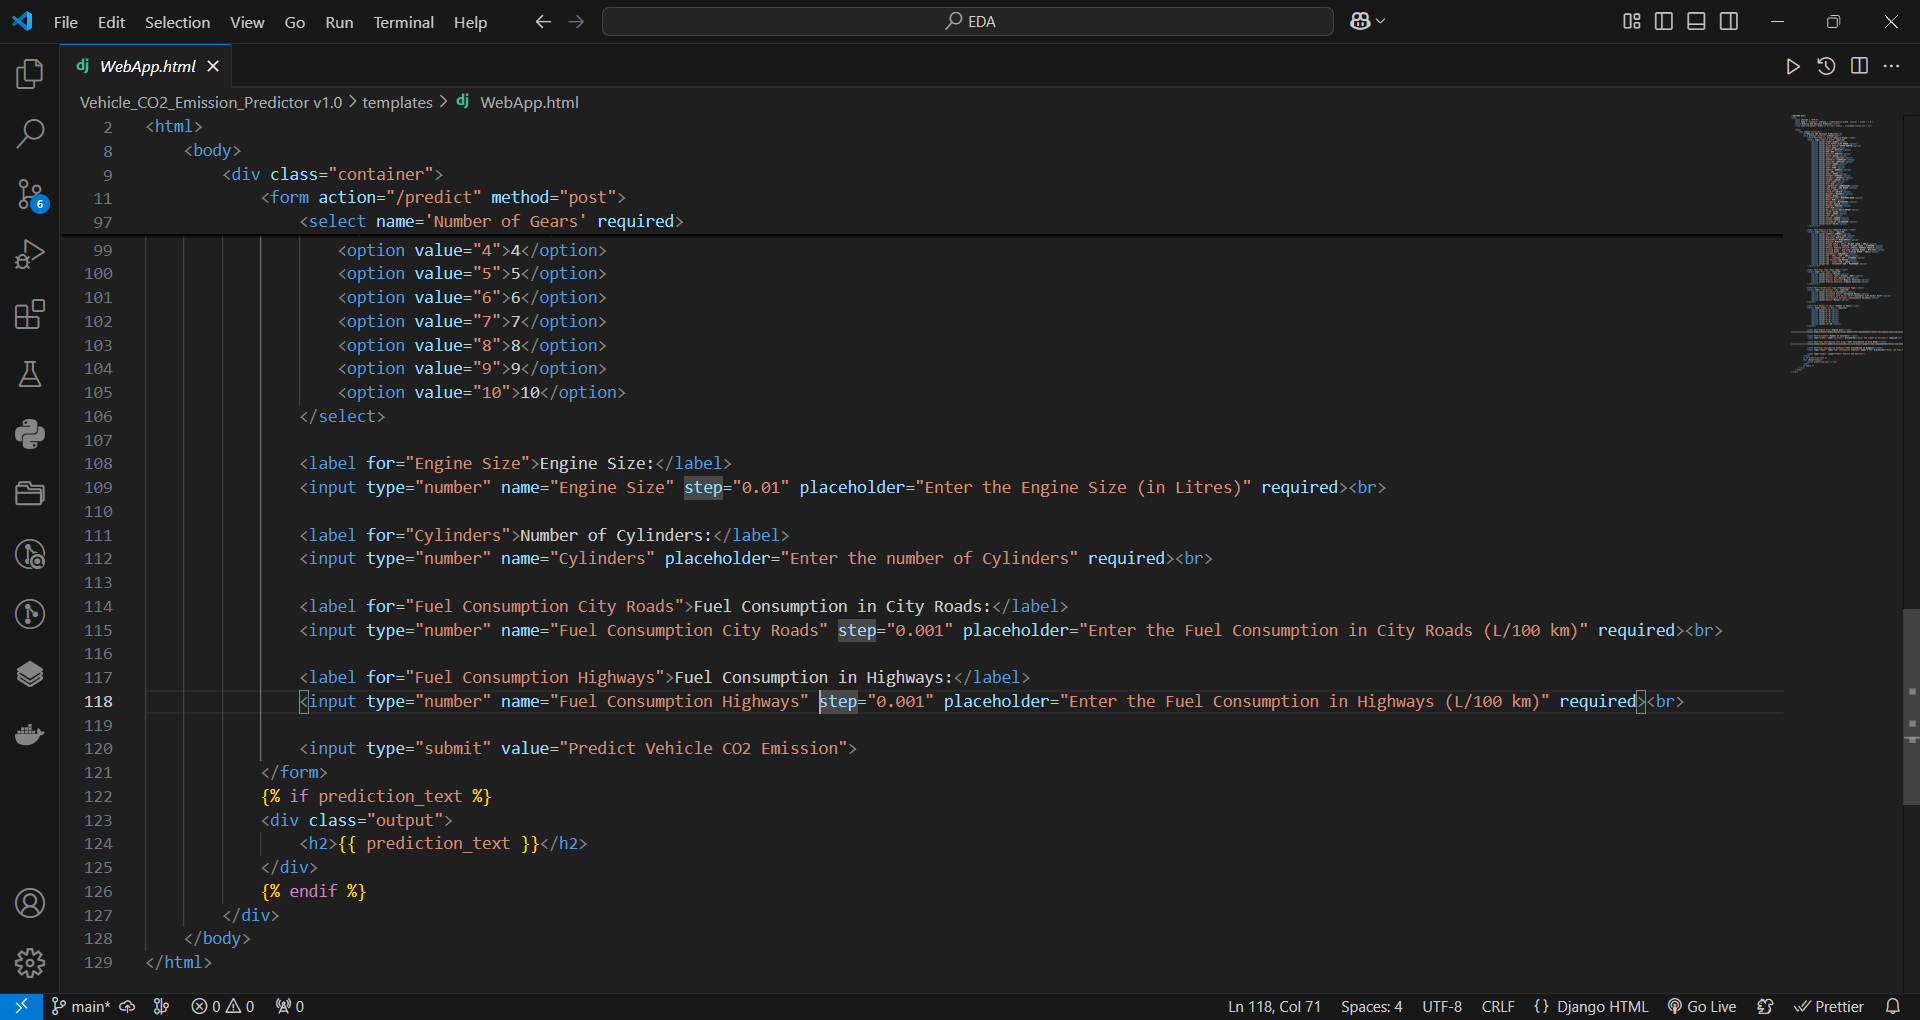 File Edit Selection View Go Run Terminal Help EDA
WebApp.html
Vehicle_CO2_Emission_Predictor v1.0 > templates > WebApp.html
2 <html>
8 <body>
9 <div class="container">
11 <form action="/predict" method="post">
97 <select name='Number of Gears' required>
99 <option value="4">4</option>
100 <option value="5">5</option>
101 <option value="6">6</option>
102 <option value="7">7</option>
103 <option value="8">8</option>
104 <option value="9">9</option>
105 <option value="10">10</option>
106 </select>
107
108 <label for="Engine Size">Engine Size:</label>
109 <input type="number" name="Engine Size" step="0.01" placeholder="Enter the Engine Size (in Litres)" required><br>
110
111 <label for="Cylinders">Number of Cylinders:</label>
112 <input type="number" name="Cylinders" placeholder="Enter the number of Cylinders" required><br>
113
114 <label for="Fuel Consumption City Roads">Fuel Consumption in City Roads:</label>
115 <input type="number" name="Fuel Consumption City Roads" step="0.001" placeholder="Enter the Fuel Consumption in City Roads (L/100 km)" required><br>
116
117 <label for="Fuel Consumption Highways">Fuel Consumption in Highways:</label>
118 <input type="number" name="Fuel Consumption Highways" step="0.001" placeholder="Enter the Fuel Consumption in Highways (L/100 km)" required><br>
119
120 <input type="submit" value="Predict Vehicle CO2 Emission">
121 </form>
122 {% if prediction_text %}
123 <div class="output">
124 <h2>{{ prediction_text }}</h2>
125 </div>
126 {% endif %}
127 </div>
128 </body>
129 </html>
6
main* 0 0 0 Ln 118, Col 71 Spaces: 4 UTF-8 CRLF {} Django HTML Go Live Prettier